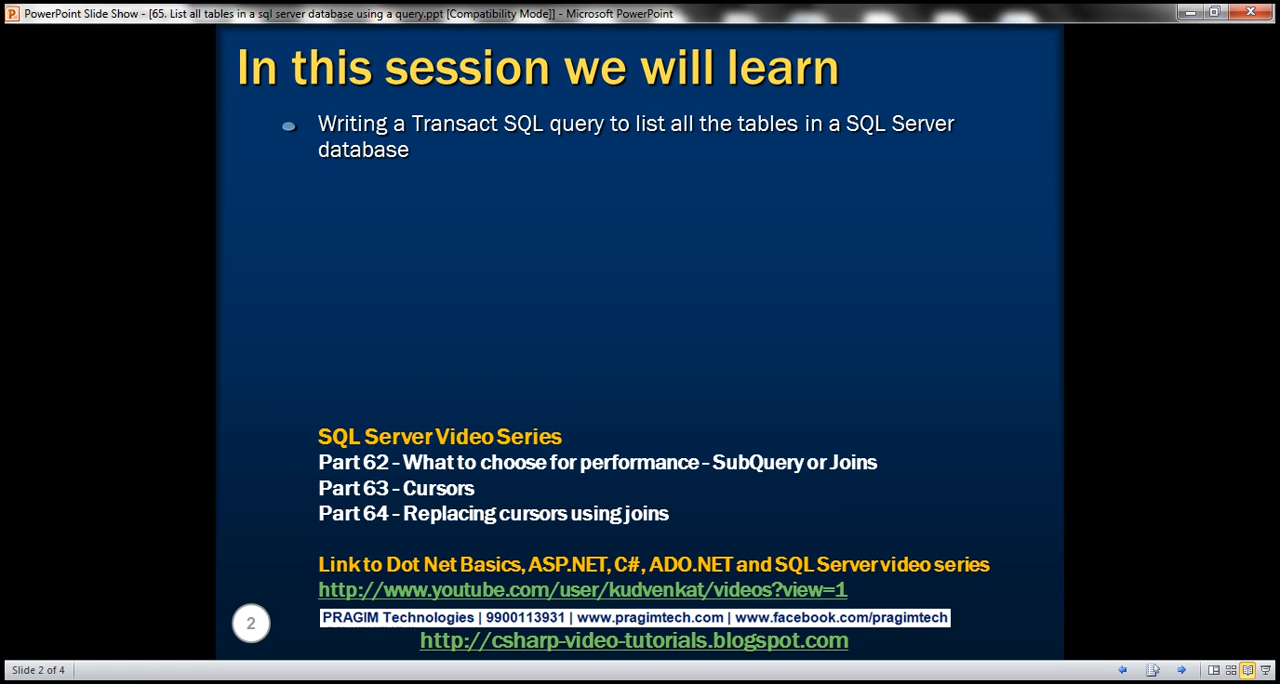 PowerPoint Slide Show - [65. List all tables in a sql server database using a query.ppt [Compatibility Mode]] - Microsoft PowerPoint
In this session we will learn
Writing a Transact SQL query to list all the tables in a SQL Server
database
SQL Server Video Series
Part 62 - What to choose for performance - SubQuery or Joins
Part 63 - Cursors
Part 64 - Replacing cursors using joins
Link to Dot Net Basics, ASP.NET, C#, ADO.NET and SQL Server video series
http://www.youtube.com/user/kudvenkat/videos?view=1
2
PRAGIM Technologies | 9900113931 | www.pragimtech.com | www.facebook.com/pragimtech
http://csharp-video-tutorials.blogspot.com
Slide 2 of 4